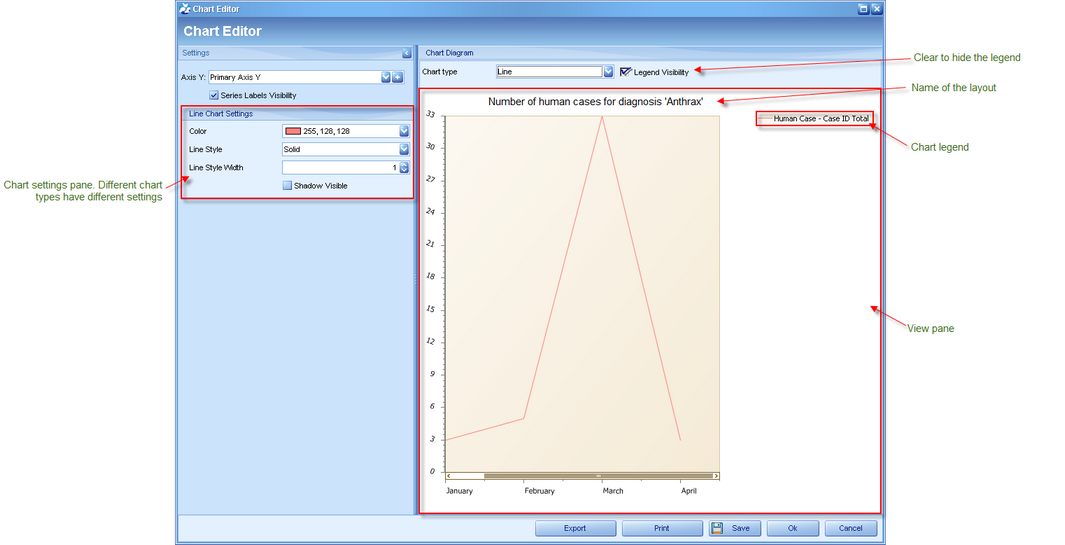 Chart Editor
Chart Editor
Settings
Axis Y: Primary Axis Y
Series Labels Visibility
Line Chart Settings
Color 255, 128, 128
Line Style Solid
Line Style Width 1
Shadow Visible
Chart settings pane. Different chart
types have different settings
Chart Diagram
Chart type Line Legend Visibility
Clear to hide the legend
Number of human cases for diagnosis 'Anthrax'
Name of the layout
Human Case - Case ID Total
Chart legend
33
30
27
24
21
18
15
12
9
6
3
0
January February March April
View pane
Export Print Save Ok Cancel